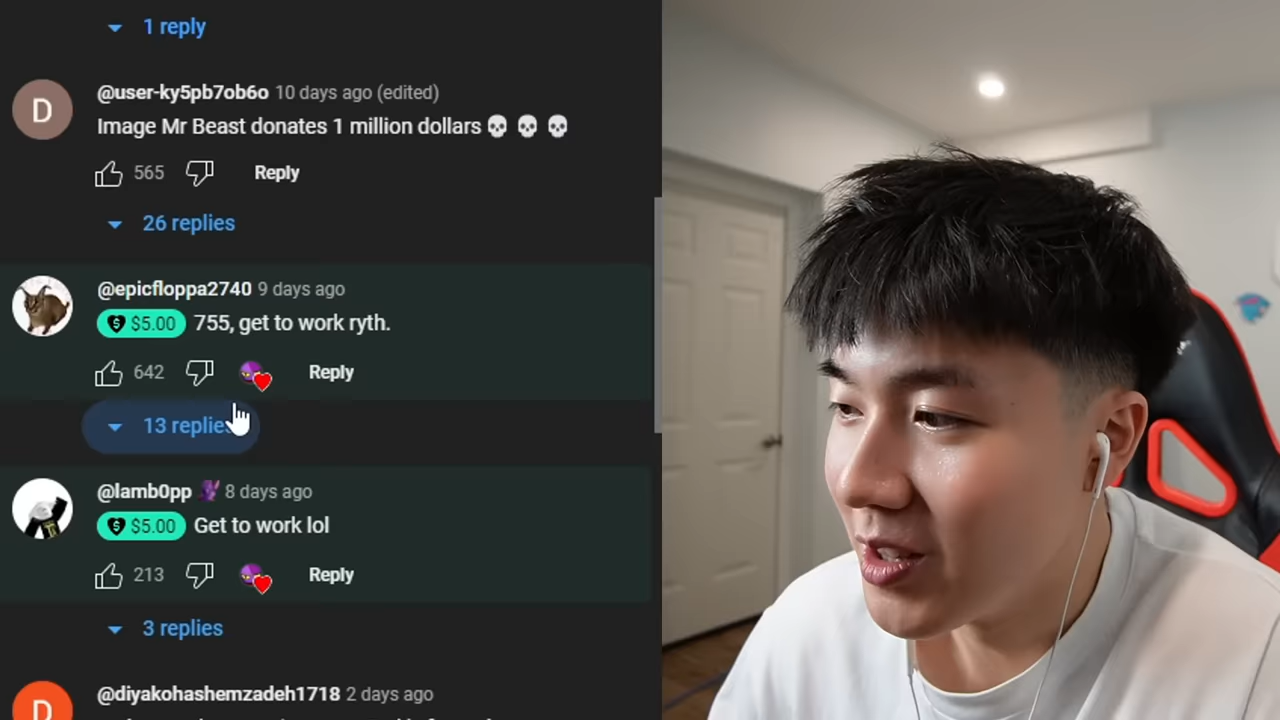 1 reply
D
@user-ky5pb7ob6o 10 days ago (edited)
Image Mr Beast donates 1 million dollars 💀 💀 💀
565 Reply
26 replies
@epicfloppa2740 9 days ago
$5.00 755, get to work ryth.
642 Reply
13 replies
@lamb0pp 8 days ago
$5.00 Get to work lol
213 Reply
3 replies
D
@diyakohashemzadeh1718 2 days ago